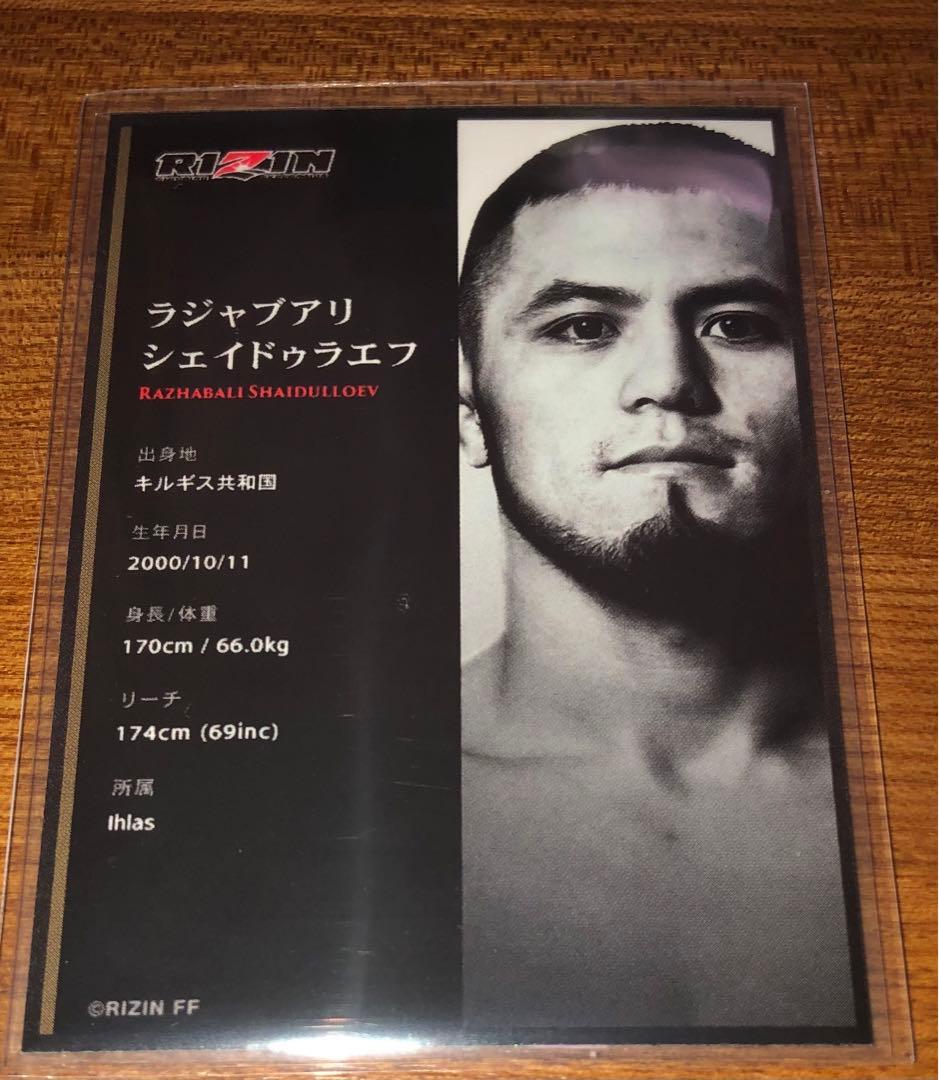 RIZIN
ラジャブアリ
シェイドゥラエフ
RAZHABALI SHAIDULLOEV
出身地
キルギス共和国
生年月日
2000/10/11
身長/体重
170cm / 66.0kg
リーチ
174cm (69inc)
所属
Ihlas
©RIZIN FF